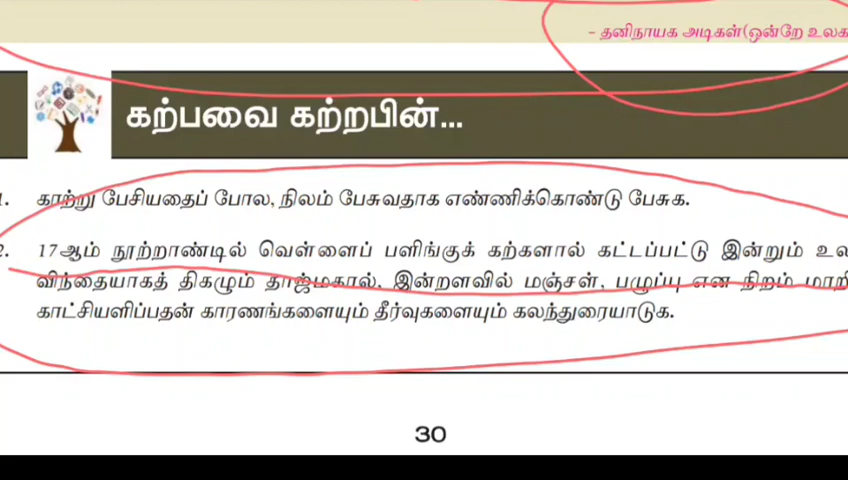 – தனிநாயக அடிகள்(ஒன்றே உலக
கற்பவை கற்றபின்...
1. காற்று பேசியதைப் போல, நிலம் பேசுவதாக எண்ணிக்கொண்டு பேசுக.
2. 17ஆம் நூற்றாண்டில் வெள்ளைப் பளிங்குக் கற்களால் கட்டப்பட்டு இன்றும் உல
விந்தையாகத் திகழும் தாஜ்மகால், இன்றளவில் மஞ்சள், பழுப்பு என நிறம் மாறி
காட்சியளிப்பதன் காரணங்களையும் தீர்வுகளையும் கலந்துரையாடுக.
30